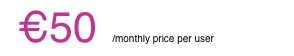 €50 /monthly price per user